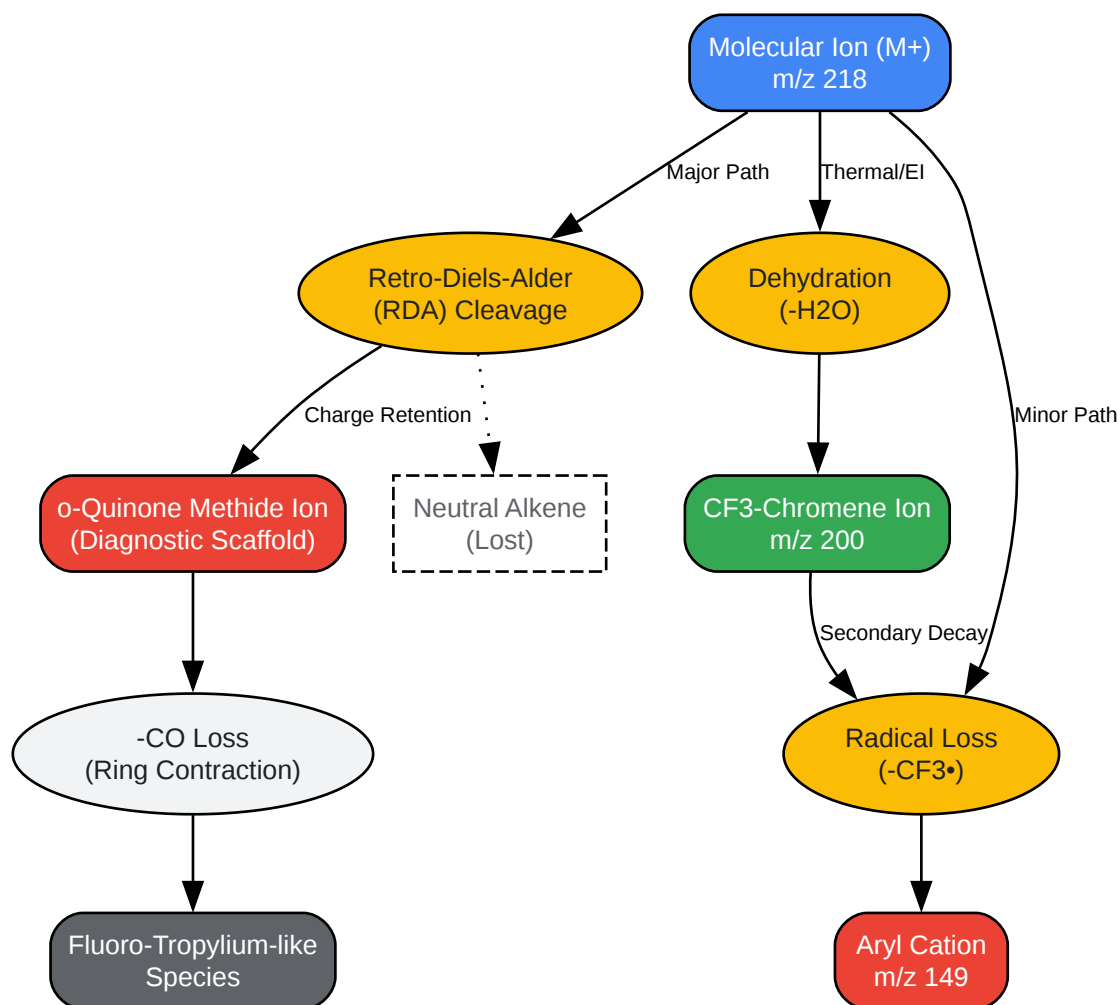 Molecular Ion (M+)
m/z 218
Major Path
Thermal/EI
Retro-Diels-Alder
(RDA) Cleavage
Dehydration
(-H2O)
Charge Retention
Minor Path
o-Quinone Methide Ion
(Diagnostic Scaffold)
Neutral Alkene
(Lost)
CF3-Chromene Ion
m/z 200
Secondary Decay
-CO Loss
(Ring Contraction)
Radical Loss
(-CF3•)
Fluoro-Tropylium-like
Species
Aryl Cation
m/z 149